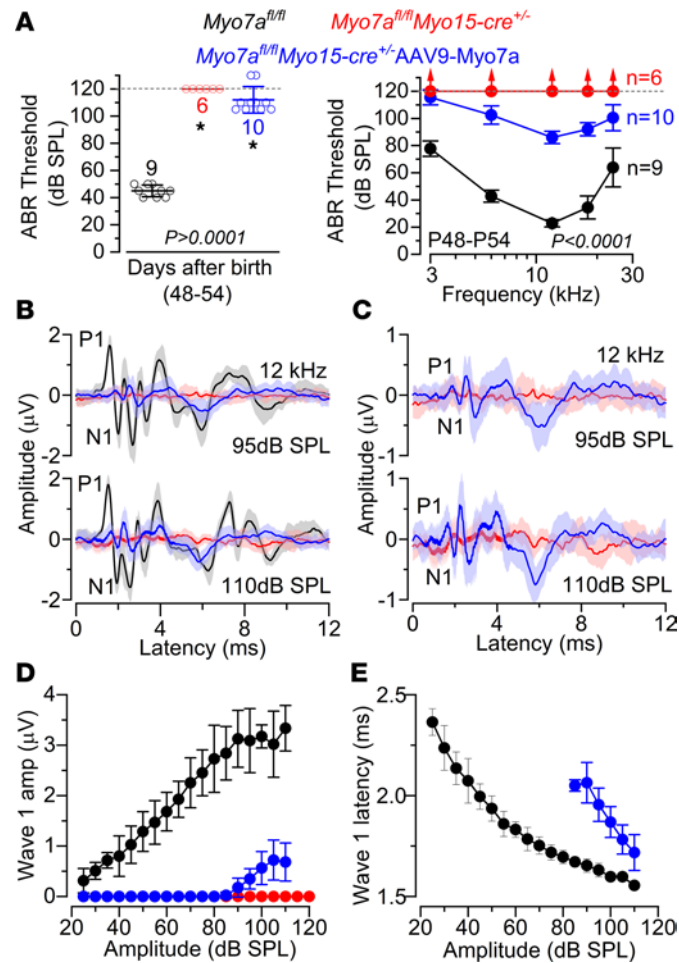 A
Myo7a^fl/fl Myo7a^fl/fl Myo15-cre^+/-
Myo7a^fl/fl Myo15-cre^+/- AAV9-Myo7a
ABR Threshold
(dB SPL)
120
100
80
60
40
20
0
9
6
*
10
*
P>0.0001
Days after birth
(48-54)
ABR Threshold
(dB SPL)
120
100
80
60
40
20
0
n=6
n=10
n=9
P48-P54
P<0.0001
3 10 30
Frequency (kHz)
B
Amplitude (µV)
2
0
-2
P1
N1
12 kHz
95dB SPL
2
0
-2
P1
N1
110dB SPL
0 2 4 6 8 10 12
Latency (ms)
C
Amplitude (µV)
1
0
-1
P1
N1
12 kHz
95dB SPL
1
0
-1
P1
N1
110dB SPL
0 2 4 6 8 10 12
Latency (ms)
D
Wave 1 amp (µV)
4
3
2
1
0
20 40 60 80 100 120
Amplitude (dB SPL)
E
Wave 1 latency (ms)
2.5
2.0
1.5
20 40 60 80 100 120
Amplitude (dB SPL)